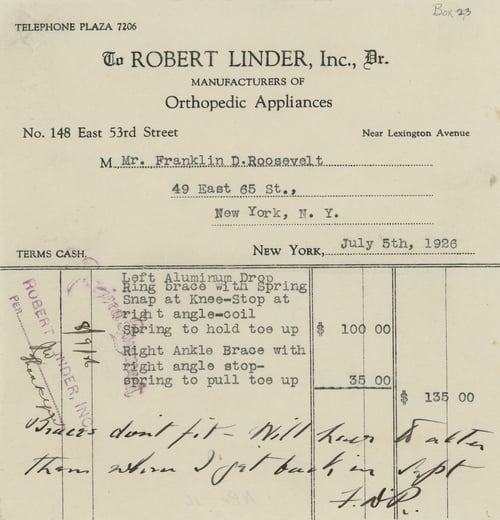 Box 23
TELEPHONE PLAZA 7206
To ROBERT LINDER, Inc., Dr.
MANUFACTURERS OF
Orthopedic Appliances
No. 148 East 53rd Street Near Lexington Avenue
M Mr. Franklin D.Roosevelt
49 East 65 St.,
New York, N. Y.
TERMS CASH. NEW YORK, July 5th, 1926
Left Aluminum Drop
Ring brace with Spring
Snap at Knee-Stop at
right angle-coil
Spring to hold toe up $ 100 00
Right Ankle Brace with
right angle stop-
spring to pull toe up 35 00
$ 135 00
ROBERT LINDER, INC.
PER
8/9/26
Braces don't fit - Will have to alter
them when I get back in Sept
F.D.R.